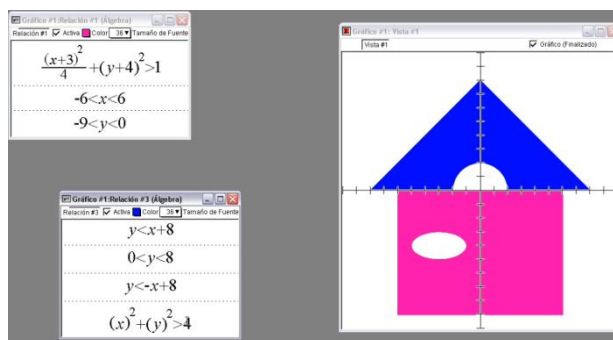 Gráfico #1:Relación #1 (Álgebra)
Relación #1 Activa Color 36 Tamaño de Fuente
(x+3)²/4 +(y+4)²>1
-6<x<6
-9<y<0
Gráfico #1:Relación #3 (Álgebra)
Relación #3 Activa Color 36 Tamaño de Fuente
y<x+8
0<y<8
y<-x+8
(x)²+(y)²>4
Gráfico #1: Vista #1
Vista #1 Gráfico (Finalizado)